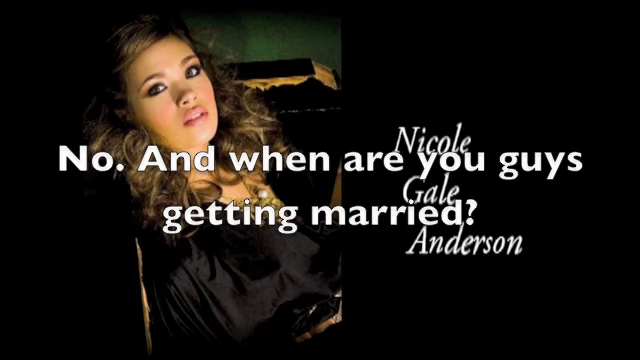 No. And when are you guys
getting married?
Nicole
Gale
Anderson